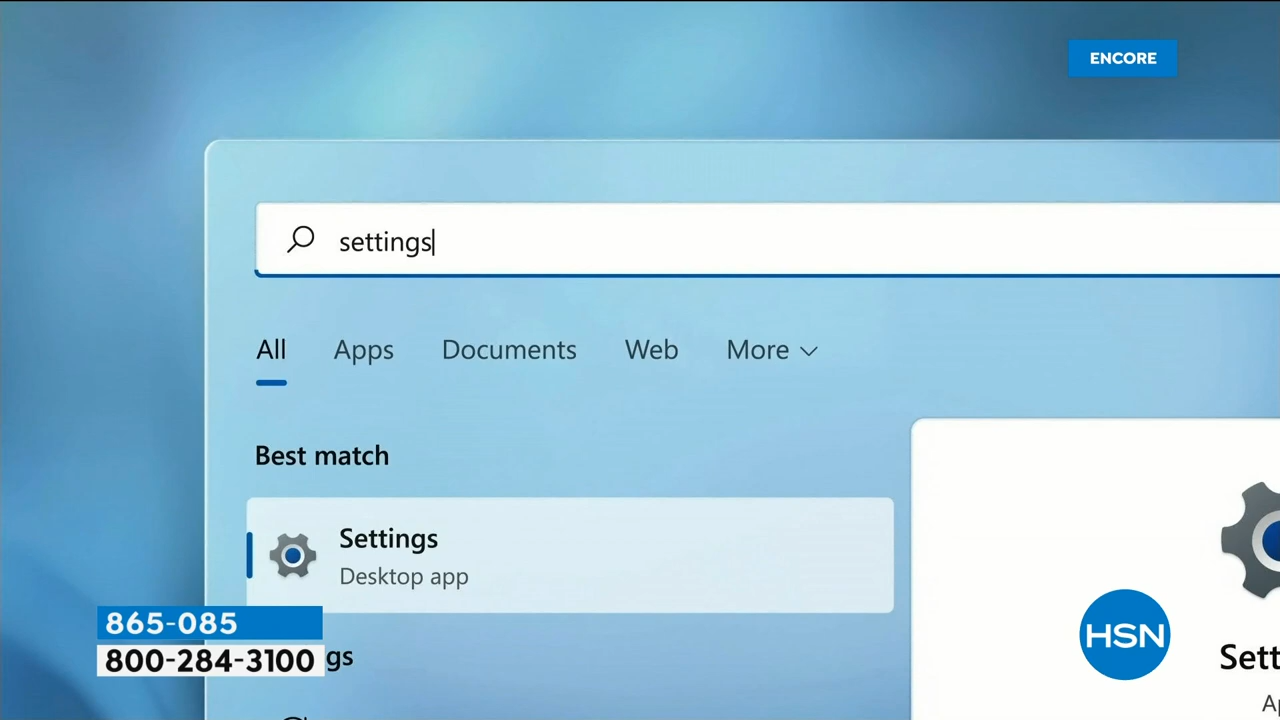 ENCORE
settings
All Apps Documents Web More
Best match
Settings
Desktop app
865-085
800-284-3100
gs
HSN
Sett